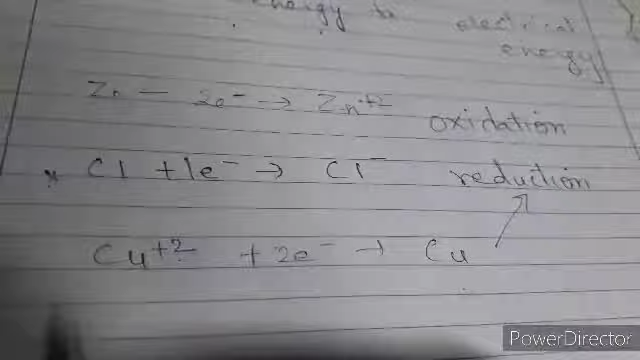 energy to electrical
energy
Zn - 2e⁻ → Zn⁺² oxidation
Cl + 1e⁻ → Cl⁻ reduction
Cu⁺² + 2e⁻ → Cu
PowerDirector